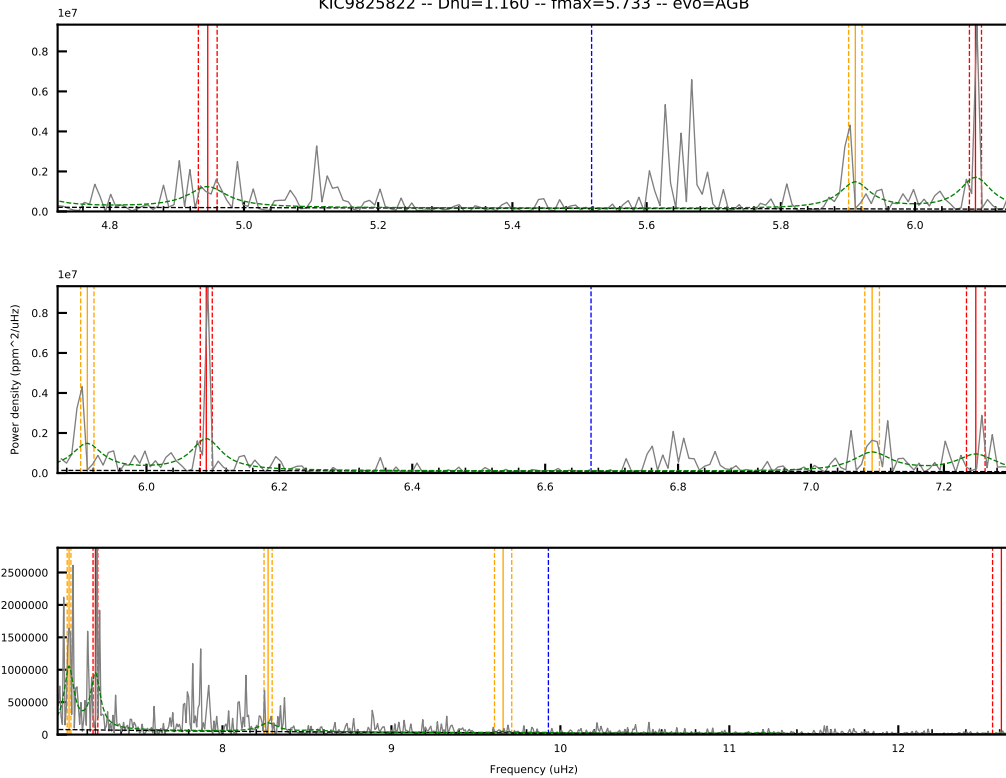 KIC9825822 -- Dnu=1.160 -- fmax=5.733 -- evo=AGB
1e7
0.8
0.6
0.4
0.2
0.0
4.8 5.0 5.2 5.4 5.6 5.8 6.0
1e7
0.8
0.6
0.4
0.2
0.0
Power density (ppm^2/uHz)
6.0 6.2 6.4 6.6 6.8 7.0 7.2
2500000
2000000
1500000
1000000
500000
0
8 9 10 11 12
Frequency (uHz)